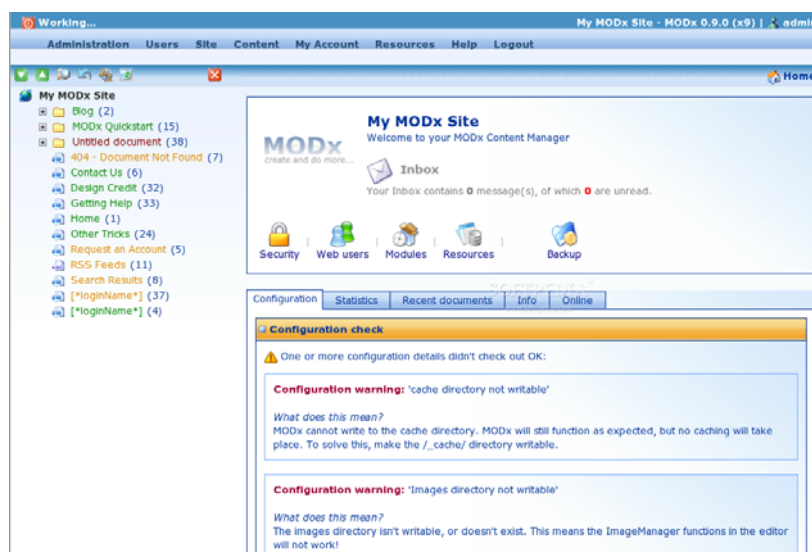 Working...
My MODx Site - MODx 0.9.0 (x9) | admin
Administration Users Site Content My Account Resources Help Logout
Home
My MODx Site
Blog (2)
MODx Quickstart (15)
Untitled document (38)
404 - Document Not Found (7)
Contact Us (6)
Design Credit (32)
Getting Help (33)
Home (1)
Other Tricks (24)
Request an Account (5)
RSS Feeds (11)
Search Results (8)
[*loginName*] (37)
[*loginName*] (4)
MODx
create and do more...
My MODx Site
Welcome to your MODx Content Manager
Inbox
Your Inbox contains 0 message(s), of which 0 are unread.
Security Web users Modules Resources Backup
SOFTPEDIA
Configuration Statistics Recent documents Info Online
Configuration check
One or more configuration details didn't check out OK:
Configuration warning: 'cache directory not writable'
What does this mean?
MODx cannot write to the cache directory. MODx will still function as expected, but no caching will take
place. To solve this, make the /_cache/ directory writable.
Configuration warning: 'Images directory not writable'
What does this mean?
The images directory isn't writable, or doesn't exist. This means the ImageManager functions in the editor
will not work!